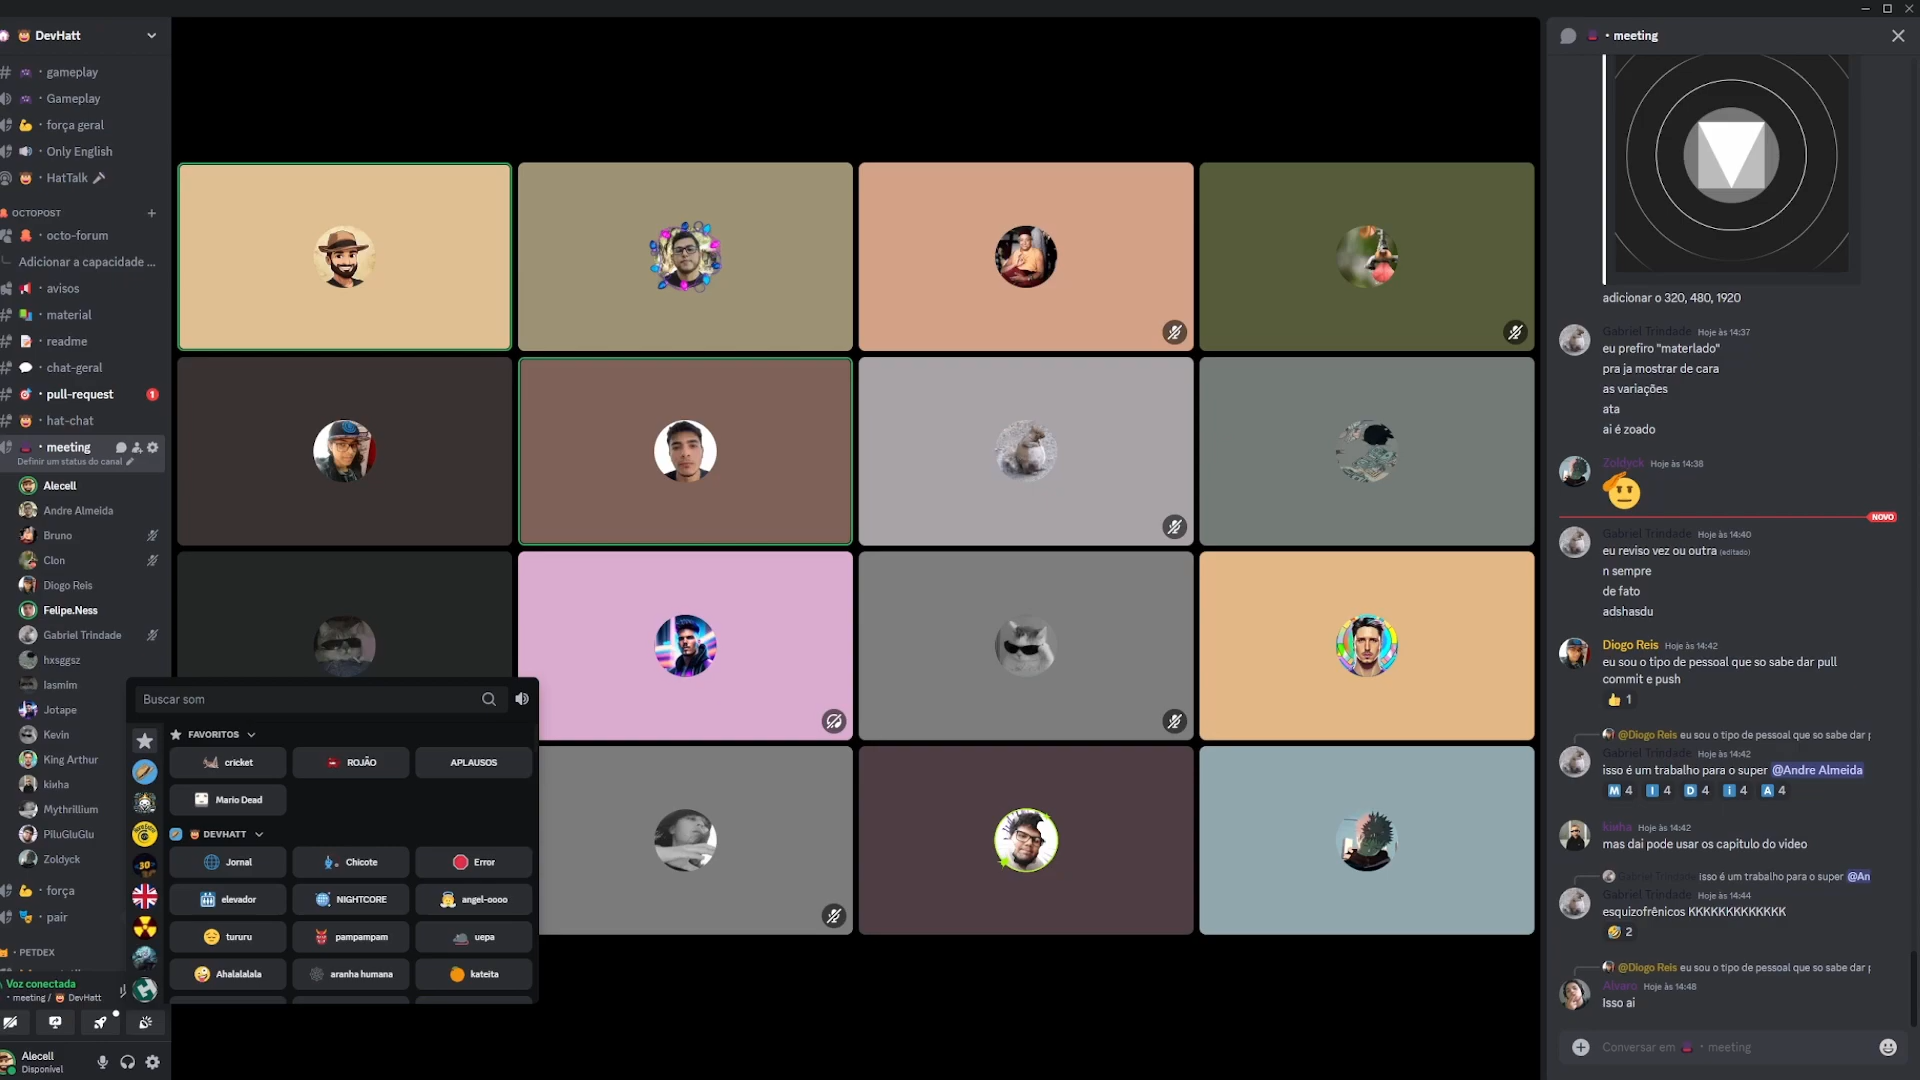 DevHatt
gameplay
Gameplay
força geral
Only English
HatTalk
OCTOPOST
octo-forum
Adicionar a capacidade ...
avisos
material
readme
chat-geral
pull-request 1
hat-chat
meeting
Definir um status do canal
Alecell
Andre Almeida
Bruno
Clon
Diogo Reis
Felipe.Ness
Gabriel Trindade
hxsggsz
Iasmim
Jotape
Kevin
King Arthur
kiиha
Mythrillium
PiluGluGlu
Zoldyck
força
pair
PETDEX
Voz conectada
meeting / DevHatt
Alecell
Disponível
Buscar som
FAVORITOS
cricket
ROJÃO
APLAUSOS
Mario Dead
DEVHATT
Jornal
Chicote
Error
elevador
NIGHTCORE
angel-oooo
tururu
pampampam
uepa
Ahalalalala
aranha humana
kateita
30
meeting
adicionar o 320, 480, 1920
Gabriel Trindade Hoje às 14:37
eu prefiro "materlado"
pra ja mostrar de cara
as variações
ata
ai é zoado
Zoldyck Hoje às 14:38
NOVO
Gabriel Trindade Hoje às 14:40
eu reviso vez ou outra (editado)
n sempre
de fato
adshasdu
Diogo Reis Hoje às 14:42
eu sou o tipo de pessoal que so sabe dar pull
commit e push
1
@Diogo Reis eu sou o tipo de pessoal que so sabe dar p
Gabriel Trindade Hoje às 14:42
isso é um trabalho para o super @Andre Almeida
M 4 I 4 D 4 i 4 A 4
kiиha Hoje às 14:42
mas dai pode usar os capitulo do video
Gabriel Trindade isso é um trabalho para o super @An
Gabriel Trindade Hoje às 14:44
esquizofrênicos KKKKKKKKKKKKK
2
@Diogo Reis eu sou o tipo de pessoal que so sabe dar p
Alvaro Hoje às 14:48
Isso ai
Conversar em meeting